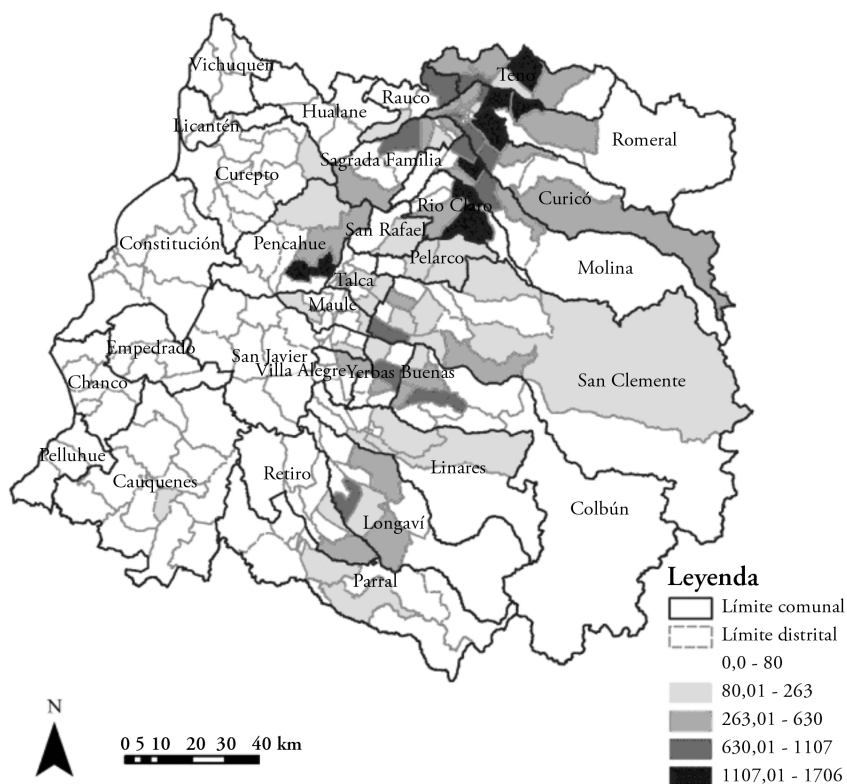 Vichuquén
Teno
Hualane
Rauco
Licantén
Romeral
Sagrada Familia
Curepto
Curicó
Rio Claro
San Rafael
Constitución
Pencahue
Pelarco
Molina
Talca
Maule
Empedrado
San Javier
Villa Alegre
Yerbas Buenas
Chanco
San Clemente
Pelluhue
Cauquenes
Retiro
Linares
Colbún
Longaví
Parral
Leyenda
Límite comunal
Límite distrital
0,0 - 80
80,01 - 263
263,01 - 630
630,01 - 1107
1107,01 - 1706
N
0 5 10 20 30 40 km